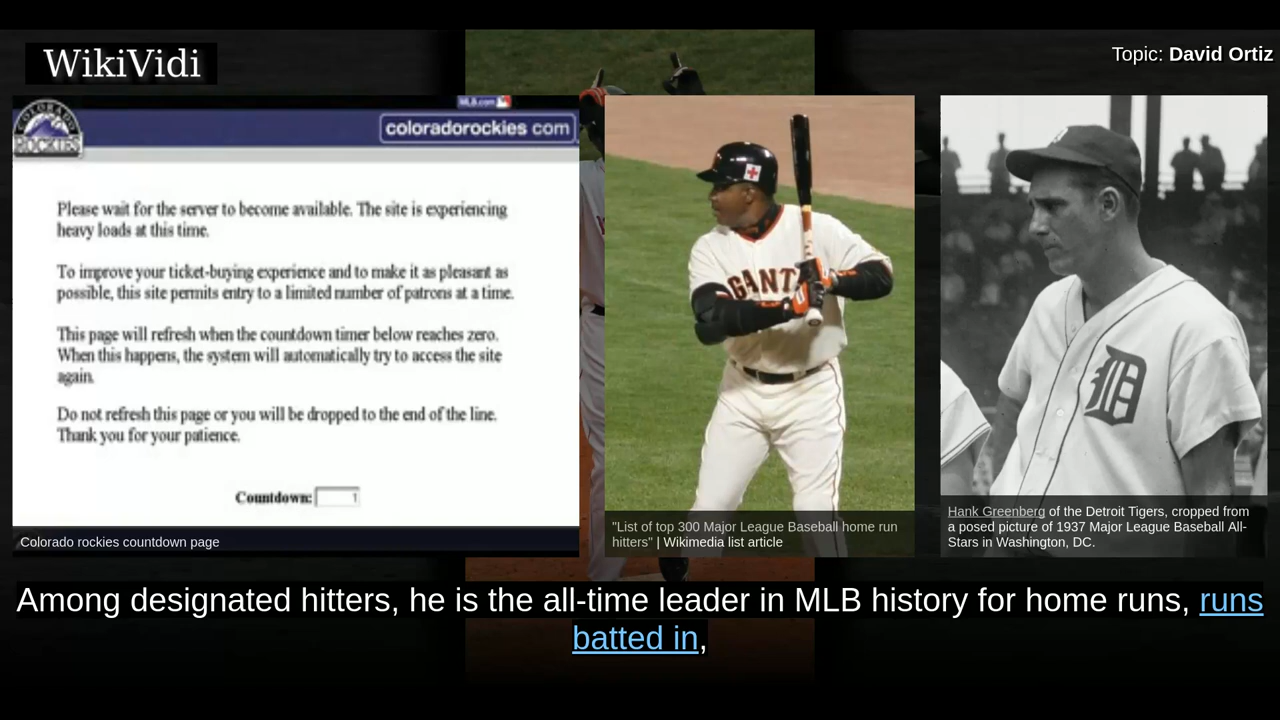 WikiVidi
Topic: David Ortiz
MLB.com
COLORADO
ROCKIES
coloradorockies com
Please wait for the server to become available. The site is experiencing
heavy loads at this time.
To improve your ticket-buying experience and to make it as pleasant as
possible, this site permits entry to a limited number of patrons at a time.
This page will refresh when the countdown timer below reaches zero.
When this happens, the system will automatically try to access the site
again.
Do not refresh this page or you will be dropped to the end of the line.
Thank you for your patience.
Countdown: 1
Colorado rockies countdown page
GIANT
"List of top 300 Major League Baseball home run
hitters" | Wikimedia list article
D
Hank Greenberg of the Detroit Tigers, cropped from
a posed picture of 1937 Major League Baseball All-
Stars in Washington, DC.
Among designated hitters, he is the all-time leader in MLB history for home runs, runs
batted in,